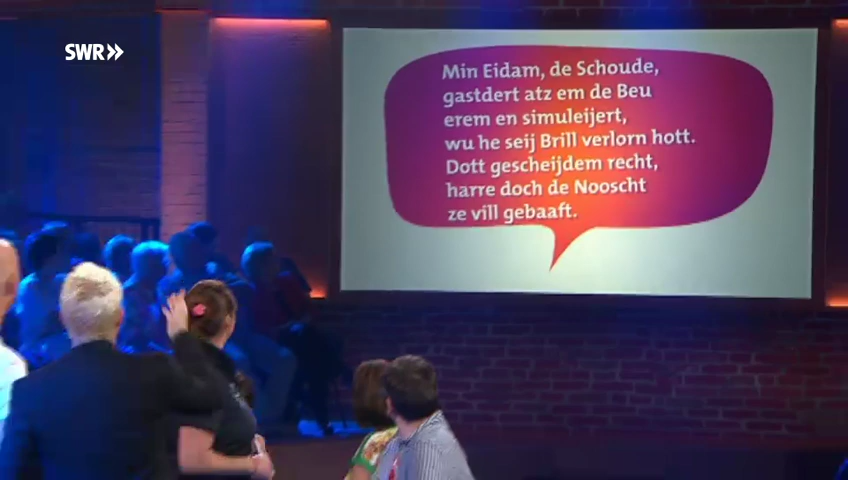 SWR
Min Eidam, de Schoude,
gastdert atz em de Beu
erem en simuleijert,
wu he seij Brill verlorn hott.
Dott gescheijdem recht,
harre doch de Nooscht
ze vill gebaaft.